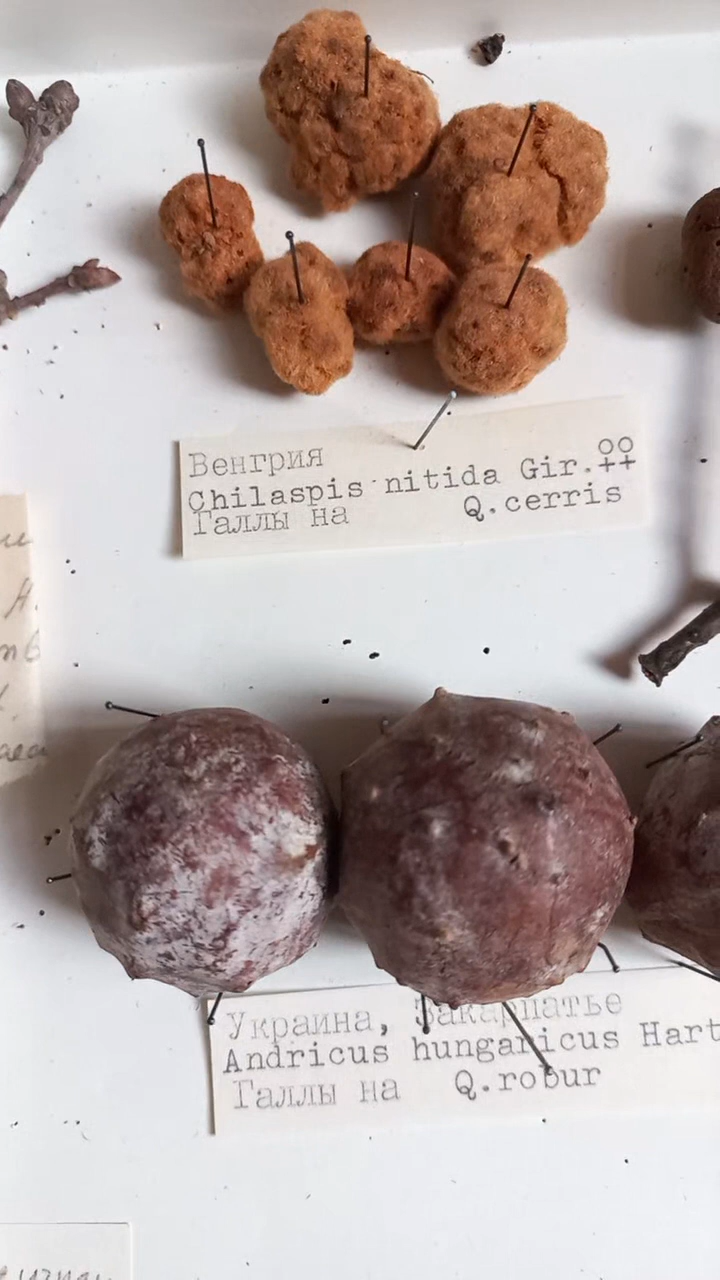 Венгрия
Chilaspis nitida Gir.♀♀
Галлы на Q.cerris
Украина, Закарпатье
Andricus hungaricus Hart
Галлы на Q.robur